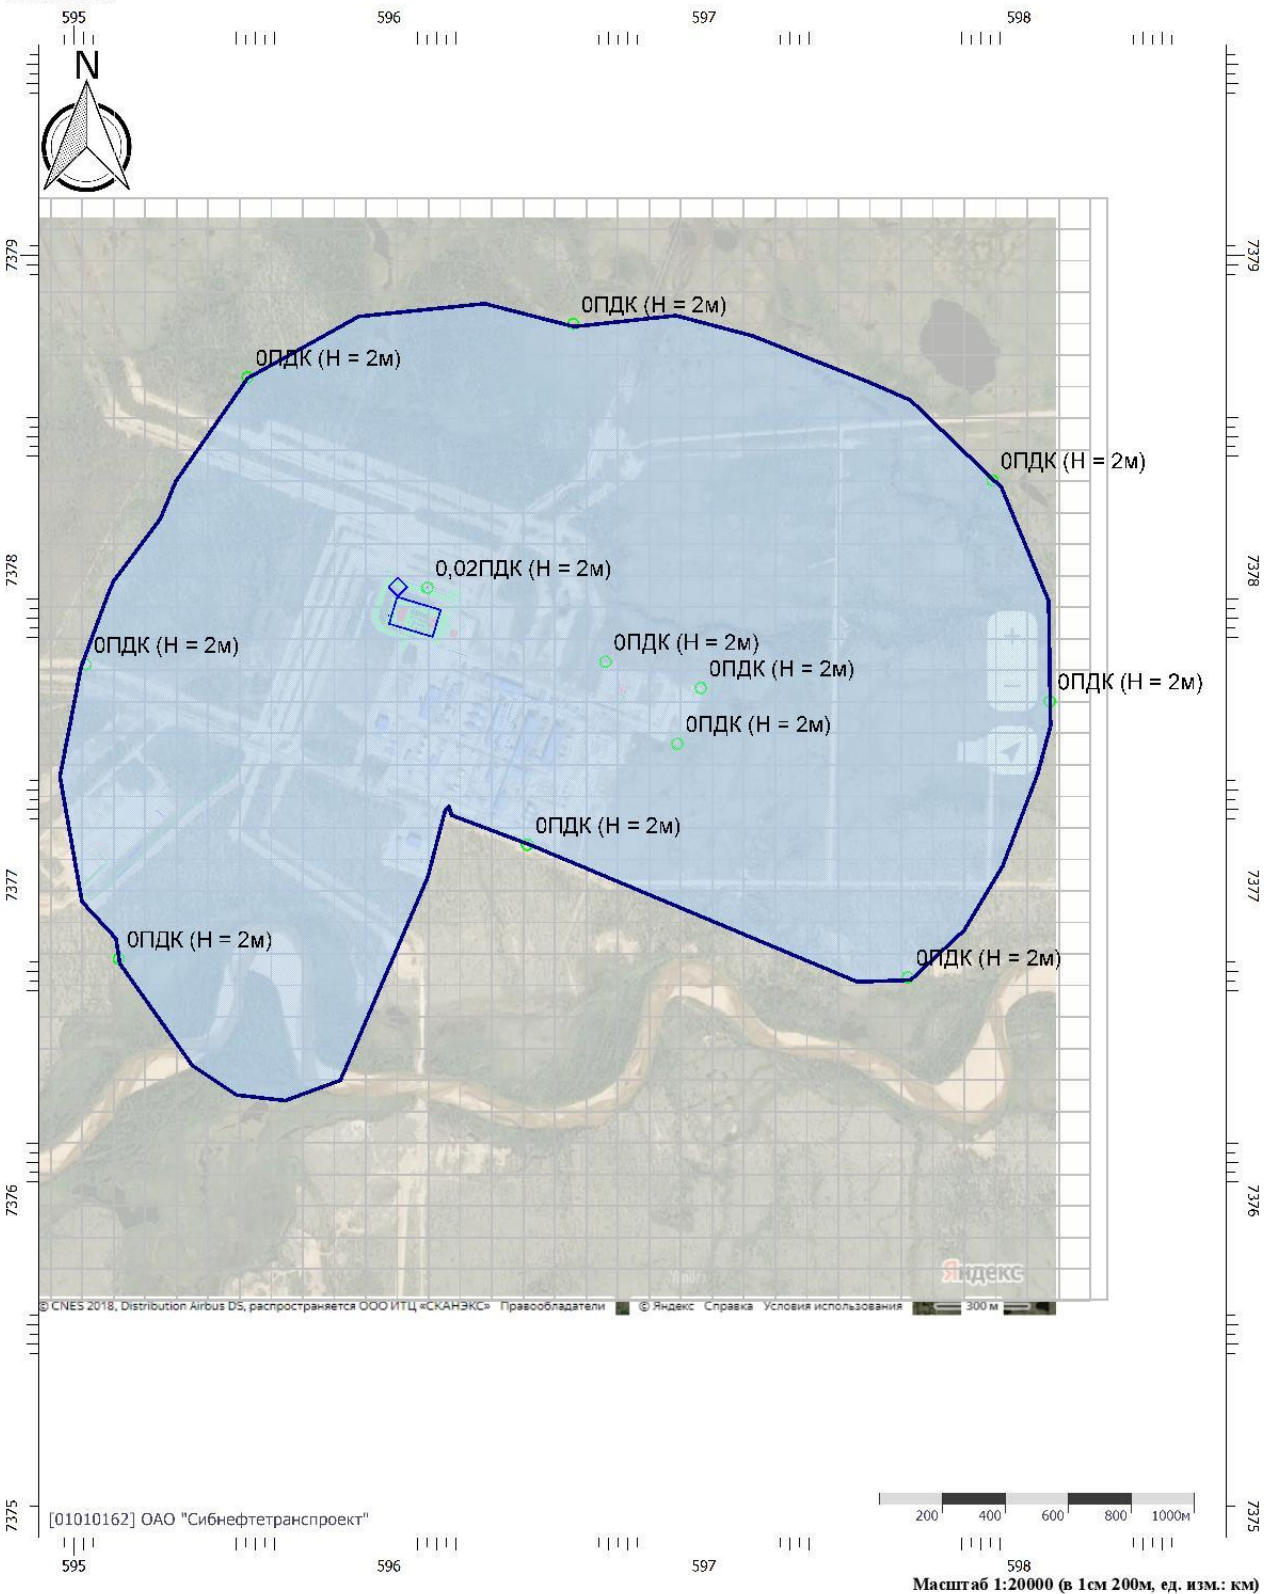 595 596 597 598
N
7379 7379
0ПДК (Н = 2м)
0ПДК (Н = 2м)
0ПДК (Н = 2м)
7378 7378
0,02ПДК (Н = 2м)
0ПДК (Н = 2м)
0ПДК (Н = 2м)
0ПДК (Н = 2м)
0ПДК (Н = 2м)
0ПДК (Н = 2м)
0ПДК (Н = 2м)
7377 7377
0ПДК (Н = 2м)
0ПДК (Н = 2м)
7376 7376
Яндекс
© CNES 2018, Distribution Airbus DS, распространяется ООО ИТЦ «СКАНЭКС» Правообладатели © Яндекс Справка Условия использования 300 м
7375 7375
200 400 600 800 1000м
[01010162] ОАО "Сибнефтетранспроект"
595 596 597 598
Масштаб 1:20000 (в 1см 200м, ед. изм.: км)